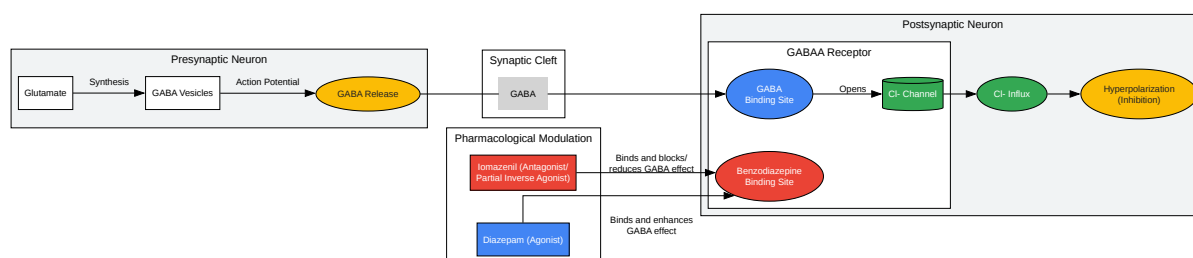 Postsynaptic Neuron
Presynaptic Neuron
Synaptic Cleft
GABAA Receptor
Glutamate
Synthesis
GABA Vesicles
Action Potential
GABA Release
GABA
GABA
Binding Site
Opens
Cl- Channel
Cl- Influx
Hyperpolarization
(Inhibition)
Pharmacological Modulation
Iomazenil (Antagonist/
Partial Inverse Agonist)
Binds and blocks/
reduces GABA effect
Benzodiazepine
Binding Site
Diazepam (Agonist)
Binds and enhances
GABA effect